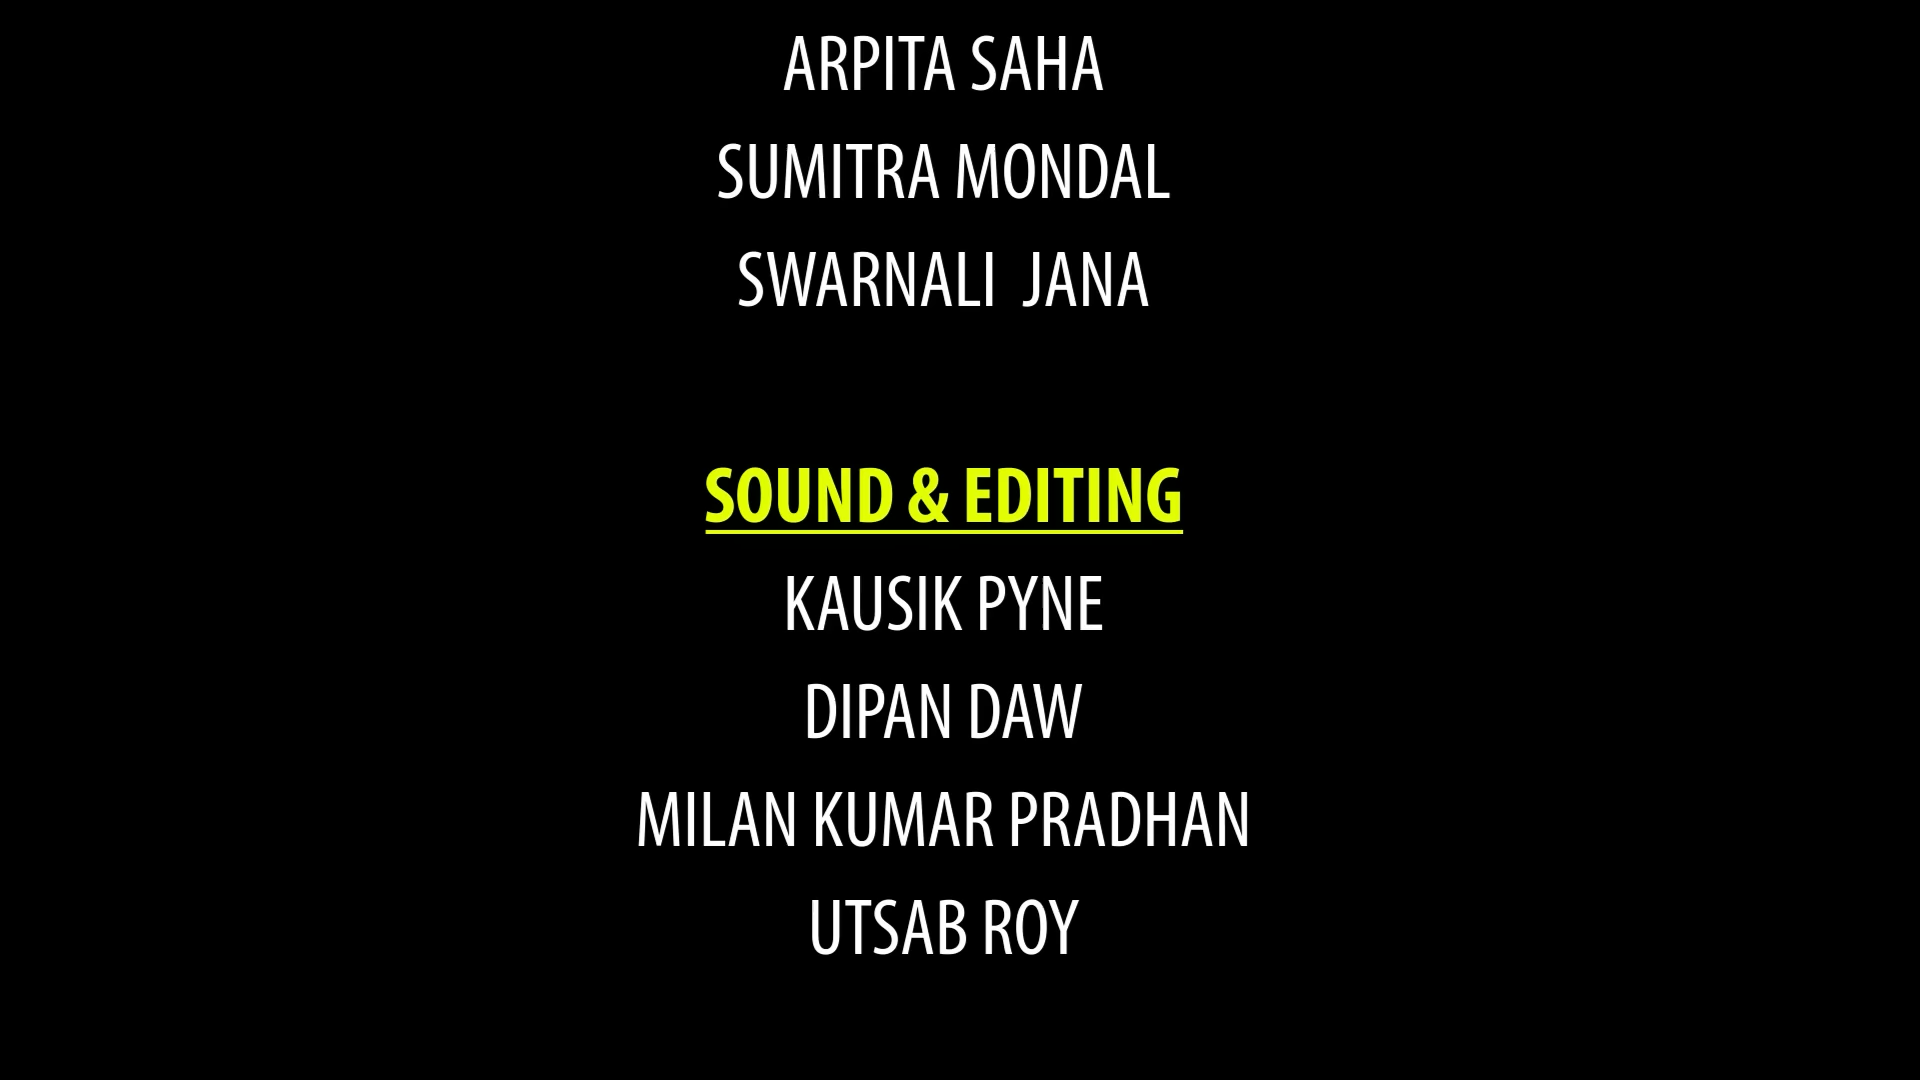 ARPITA SAHA
SUMITRA MONDAL
SWARNALI  JANA
SOUND & EDITING
KAUSIK PYNE
DIPAN DAW
MILAN KUMAR PRADHAN
UTSAB ROY